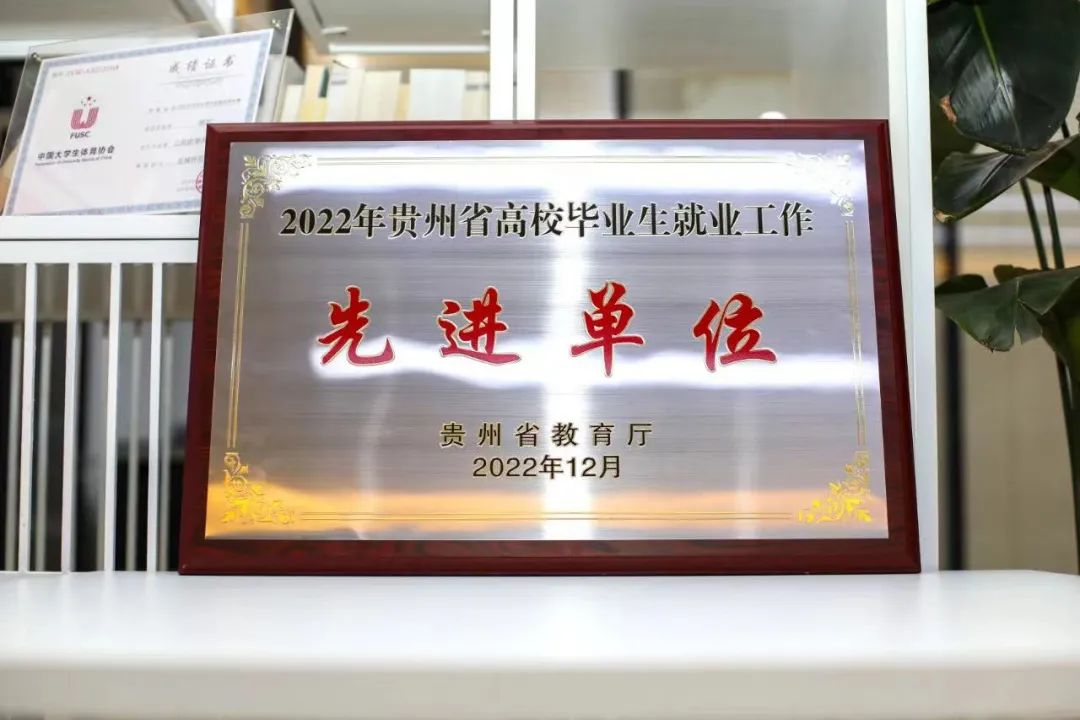 成绩证书
FUSC
中国大学生体育协会
2022年贵州省高校毕业生就业工作
先进单位
贵州省教育厅
2022年12月